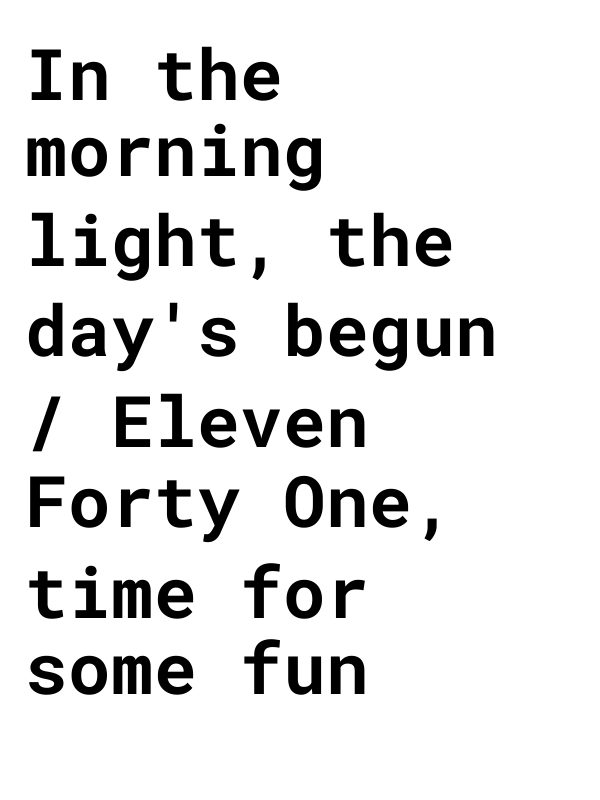 In the
morning
light, the
day's begun
/ Eleven
Forty One,
time for
some fun